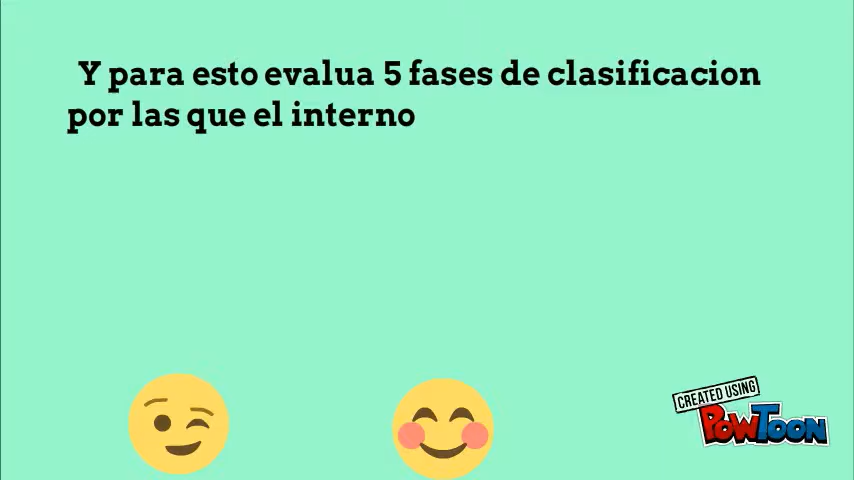 Y para esto evalua 5 fases de clasificacion
por las que el interno
CREATED USING
POWTOON